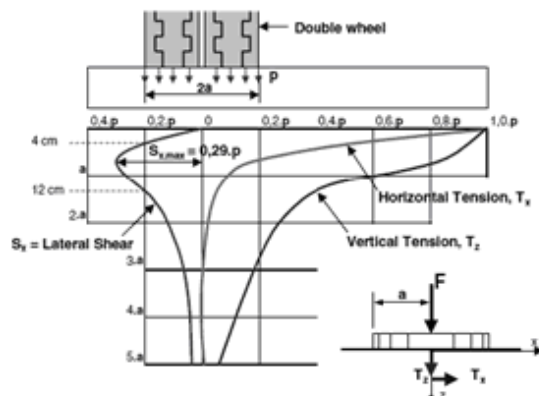 Double wheel
p
2a
0,4.p 0,2.p 0 0,2.p 0,4.p 0,6.p 0,8.p 1,0.p
4 cm
Sx,max = 0,29.p
a
12 cm
Horizontal Tension, Tx
2.a
Sx = Lateral Shear
Vertical Tension, Tz
3.a
F
a
4.a
x
Tz Tx
5.a
z